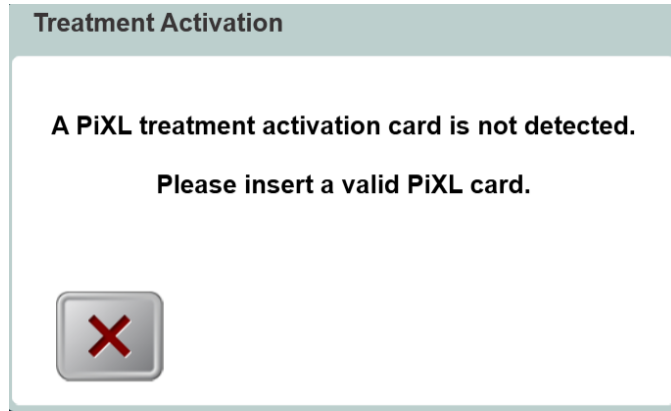 Treatment Activation
A PiXL treatment activation card is not detected.
Please insert a valid PiXL card.